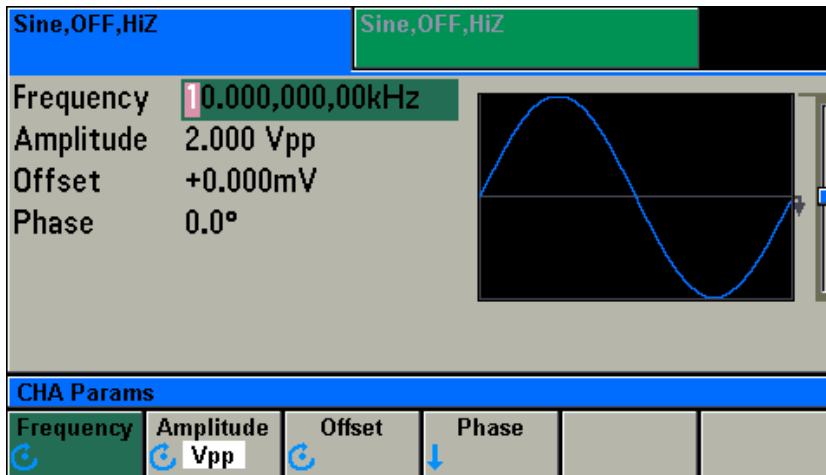 Sine,OFF,HiZ
Sine,OFF,HiZ
Frequency 10.000,000,00kHz
Amplitude 2.000 Vpp
Offset +0.000mV
Phase 0.0°
CHA Params
Frequency Amplitude Offset Phase
Vpp